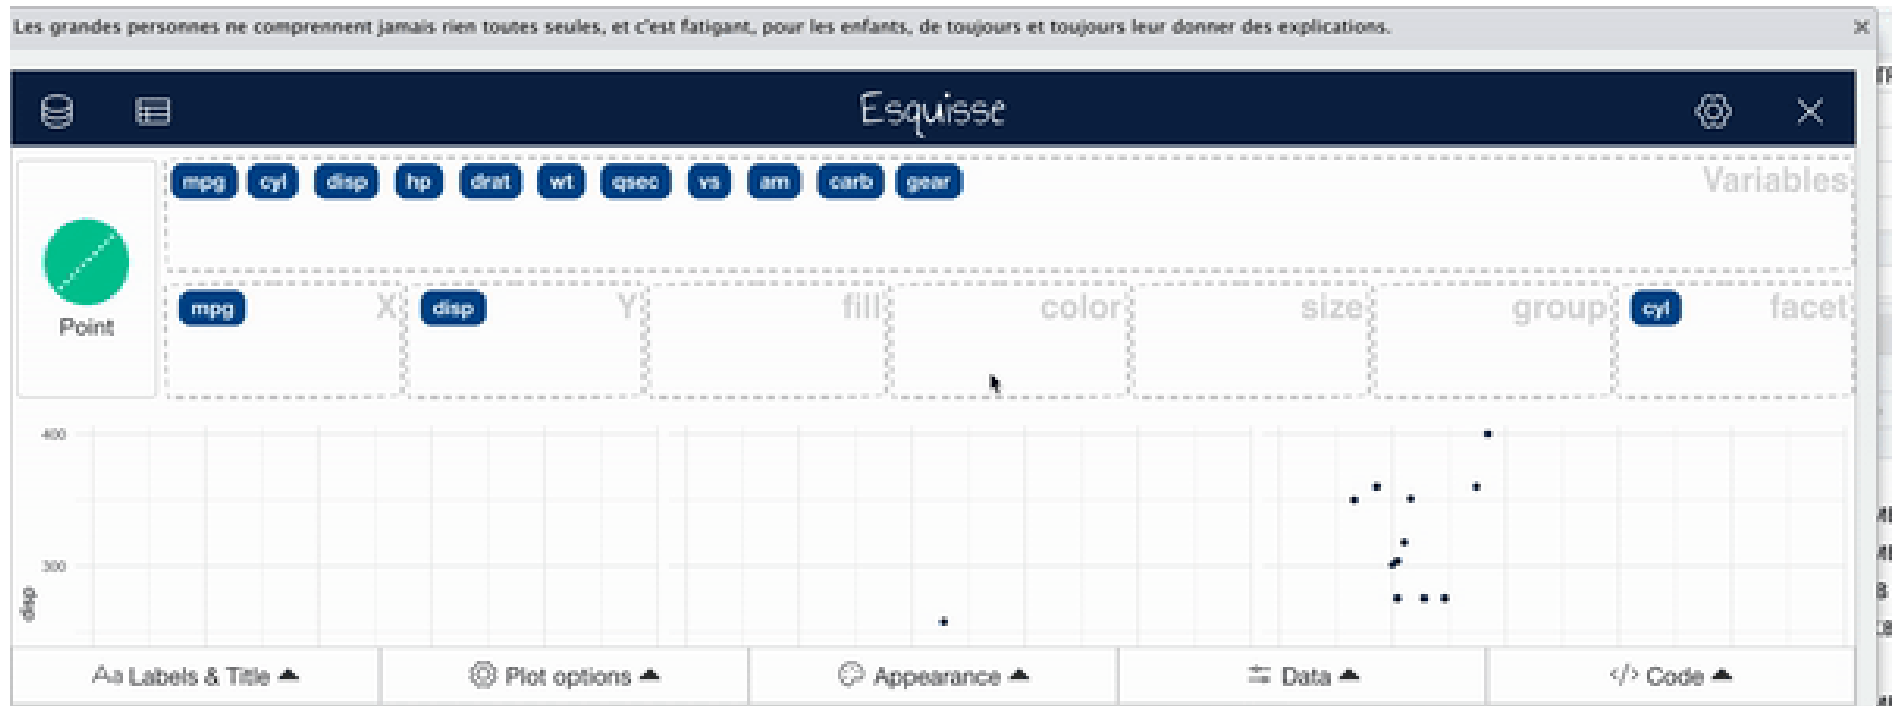 Les grandes personnes ne comprennent jamais rien toutes seules, et c'est fatigant, pour les enfants, de toujours et toujours leur donner des explications.
Esquisse
mpg cyl disp hp drat wt qsec vs am carb gear
Variables
Point
mpg X disp Y fill color size group cyl facet
400
300
disp
Aa Labels & Title Plot options Appearance Data </> Code